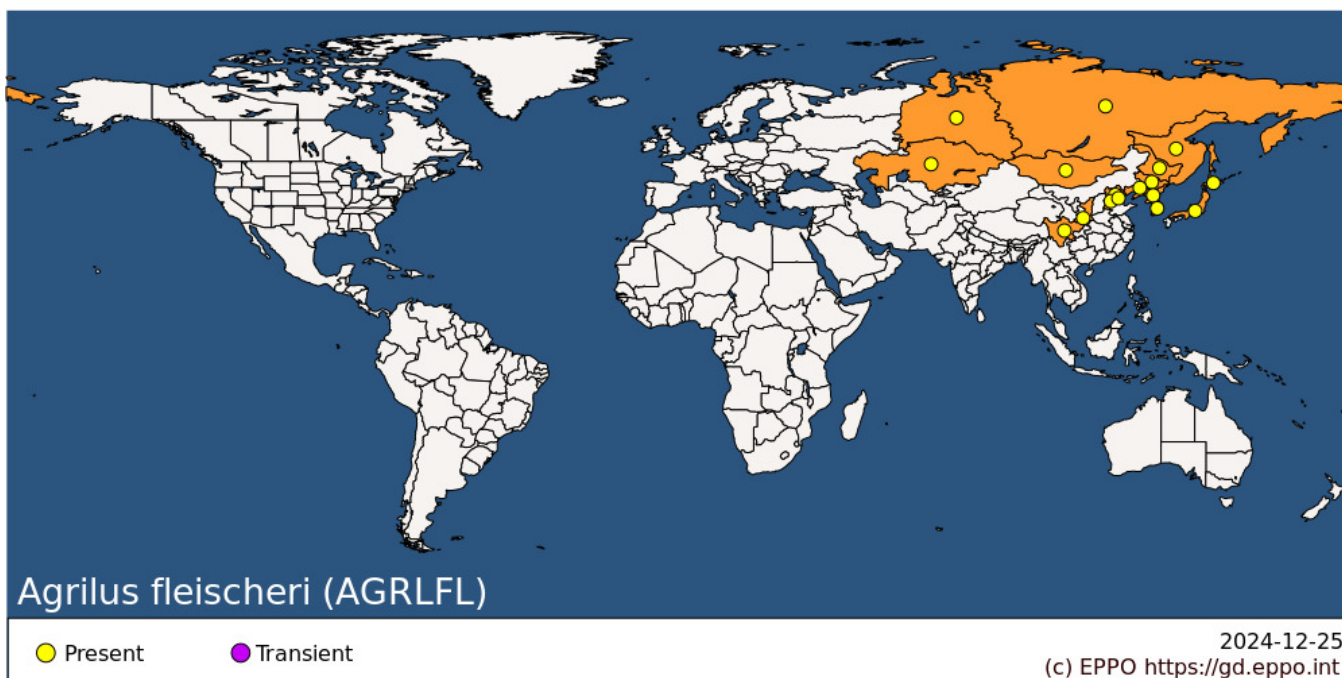 Agrilus fleischeri (AGRLFL)
Present
Transient
2024-12-25
(c) EPPO https://gd.eppo.int